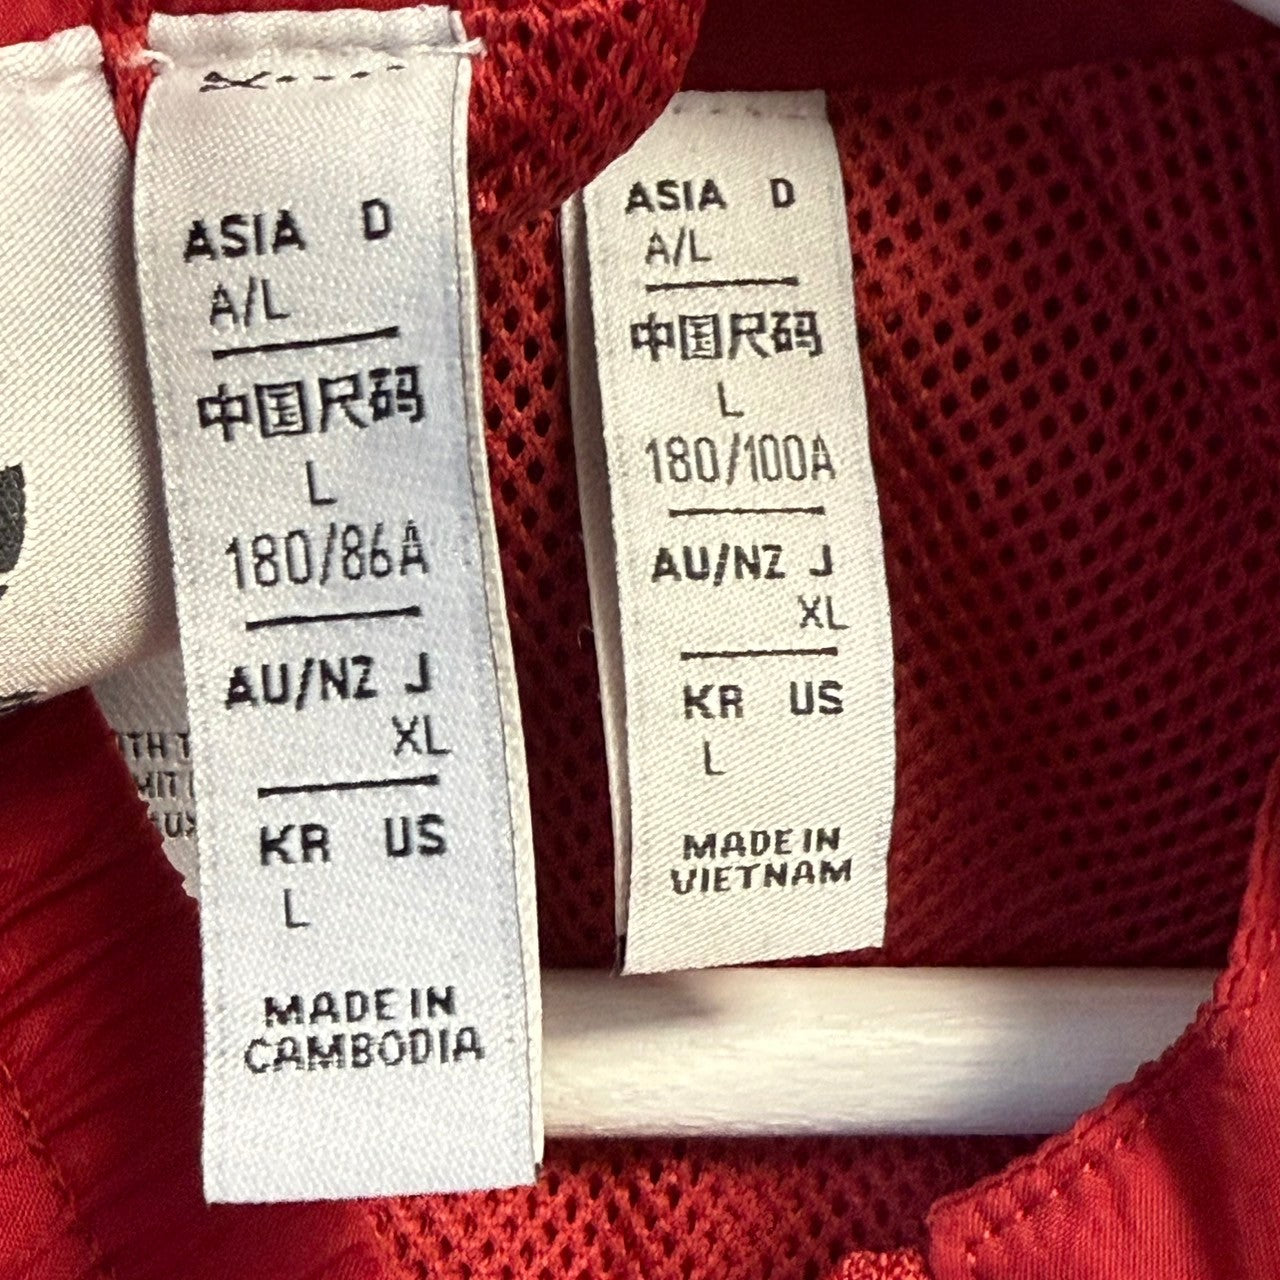 ASIA D
A/L
中国尺码
L
180/86A
AU/NZ J
XL
KR US
L
MADE IN
CAMBODIA
ASIA D
A/L
中国尺码
L
180/100A
AU/NZ J
XL
KR US
L
MADE IN
VIETNAM